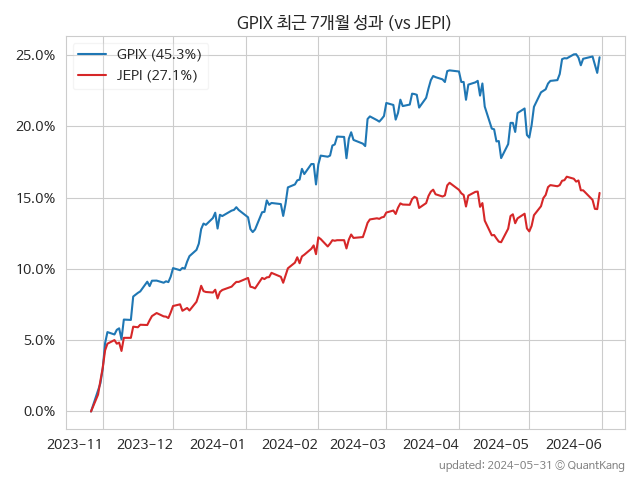 GPIX 최근 7개월 성과 (vs JEPI)
GPIX (45.3%)
JEPI (27.1%)
25.0%
20.0%
15.0%
10.0%
5.0%
0.0%
2023-11 2023-12 2024-01 2024-02 2024-03 2024-04 2024-05 2024-06
updated: 2024-05-31 © QuantKang